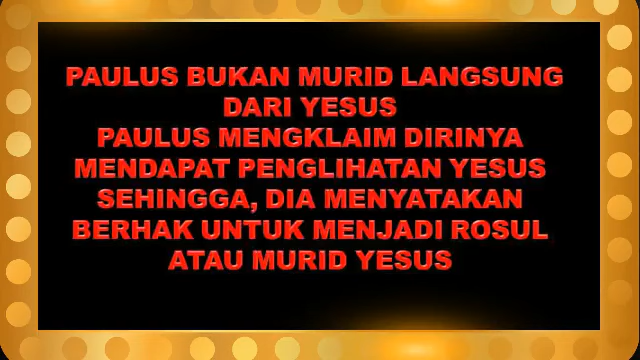 PAULUS BUKAN MURID LANGSUNG
DARI YESUS
PAULUS MENGKLAIM DIRINYA
MENDAPAT PENGLIHATAN YESUS
SEHINGGA, DIA MENYATAKAN
BERHAK UNTUK MENJADI ROSUL
ATAU MURID YESUS